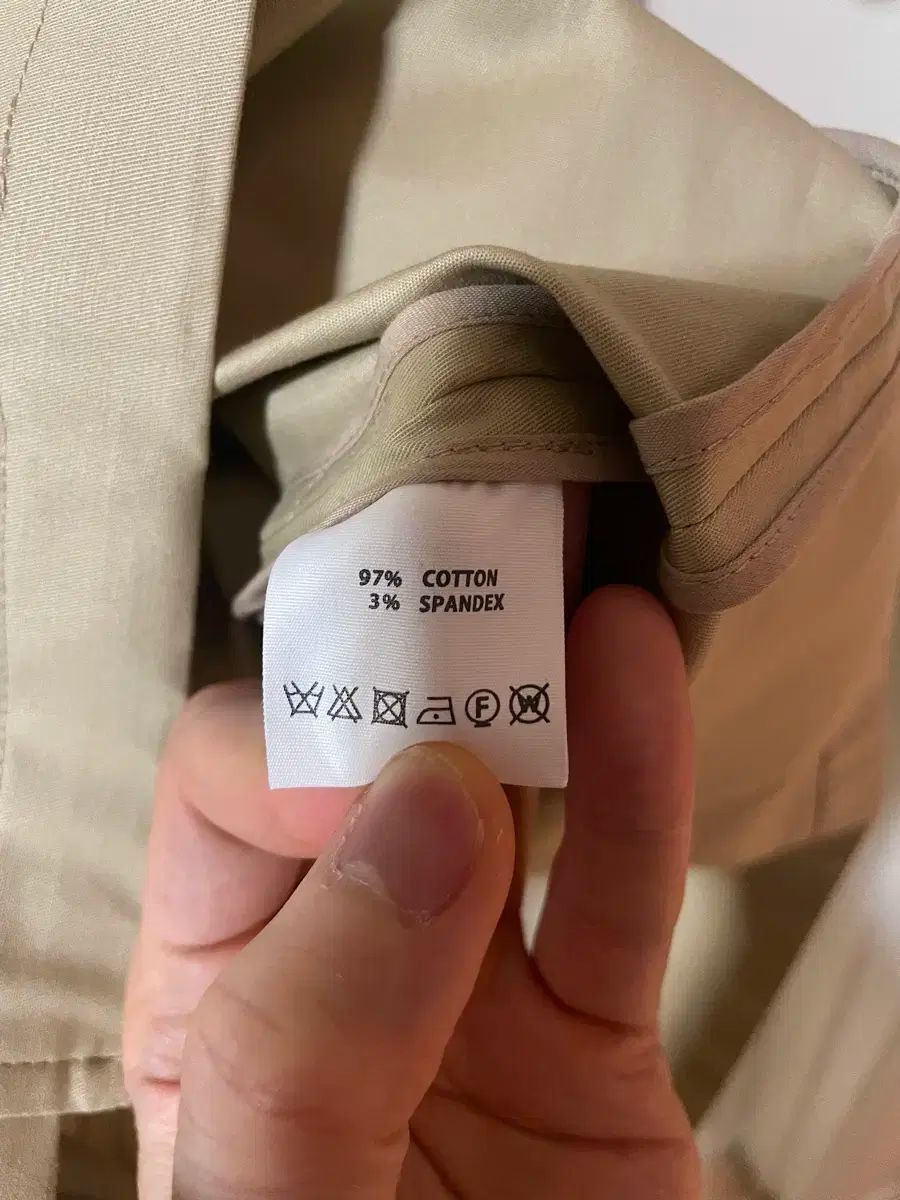 97% COTTON
3% SPANDEX
F W